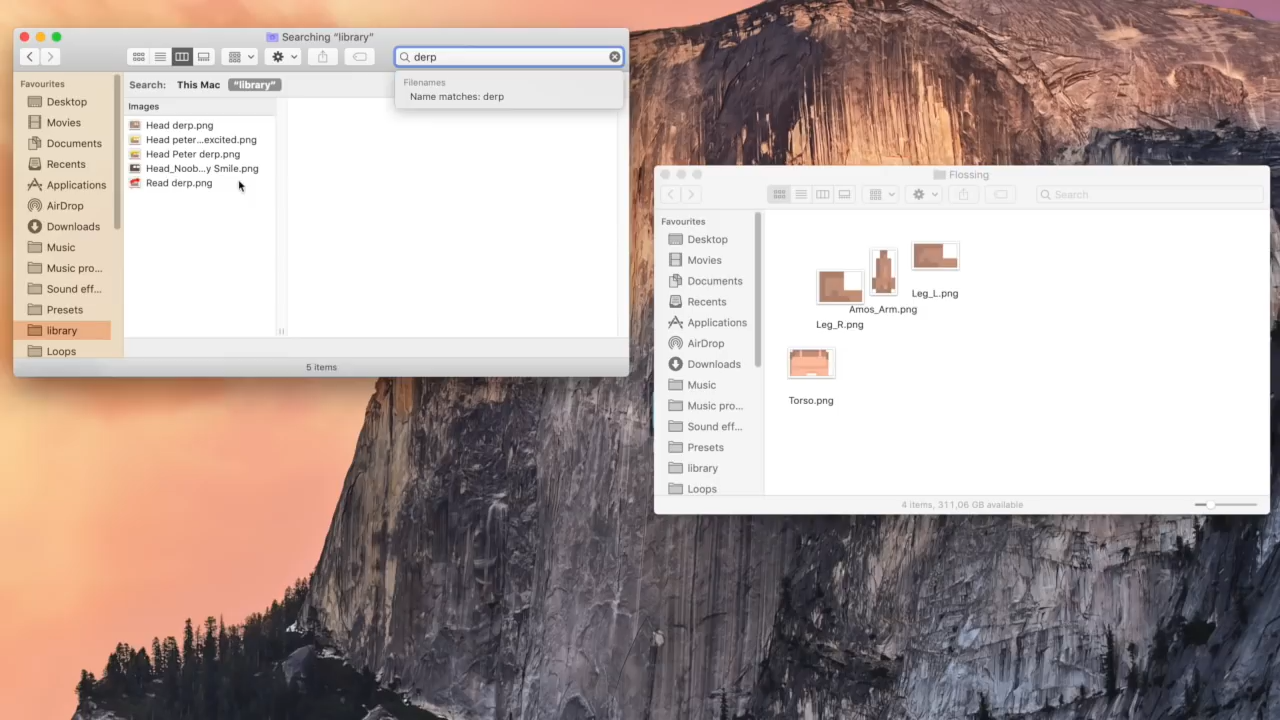 Searching “library”
derp
Filenames
Name matches: derp
Favourites
Desktop
Movies
Documents
Recents
Applications
AirDrop
Downloads
Music
Music pro...
Sound eff...
Presets
library
Loops
Search: This Mac “library”
Images
Head derp.png
Head peter...excited.png
Head Peter derp.png
Head_Noob...y Smile.png
Read derp.png
5 items
Flossing
Search
Favourites
Desktop
Movies
Documents
Recents
Applications
AirDrop
Downloads
Music
Music pro...
Sound eff...
Presets
library
Loops
Leg_L.png
Amos_Arm.png
Leg_R.png
Torso.png
4 items, 311,06 GB available